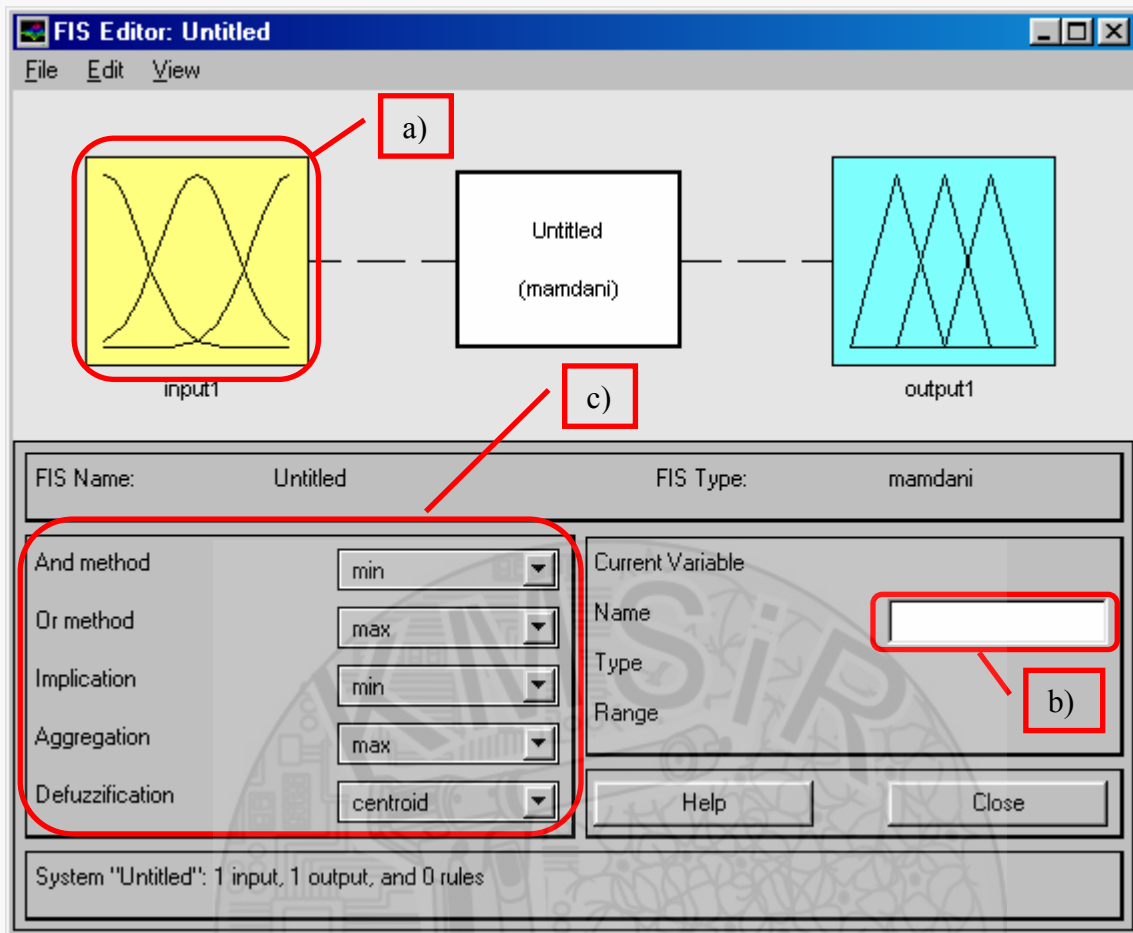 FIS Editor: Untitled
File Edit View
a)
Untitled
(mamdani)
input1
output1
c)
FIS Name: Untitled FIS Type: mamdani
And method min
Or method max
Implication min
Aggregation max
Defuzzification centroid
Current Variable
Name
Type
Range
b)
Help Close
System "Untitled": 1 input, 1 output, and 0 rules
KMSiR
OF